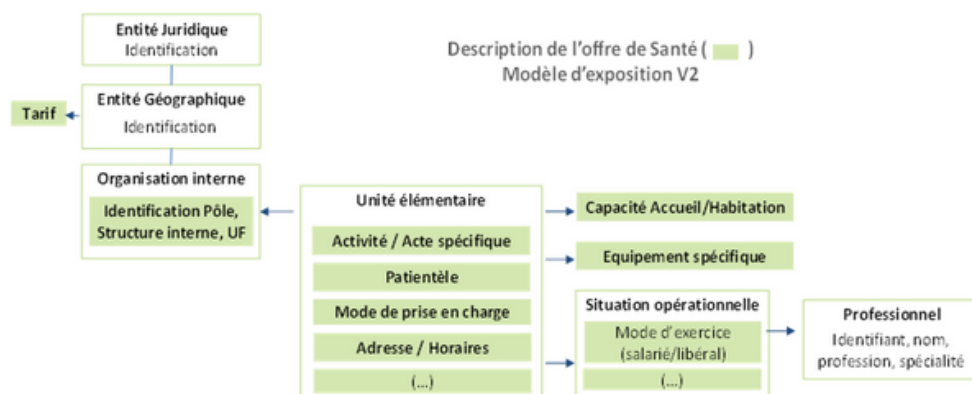 Entité Juridique
Identification
Description de l'offre de Santé ( )
Modèle d'exposition V2
Entité Géographique
Identification
Tarif
Organisation interne
Identification Pôle,
Structure interne, UF
Unité élémentaire
Activité / Acte spécifique
Patientèle
Mode de prise en charge
Adresse / Horaires
(...)
Capacité Accueil/Habitation
Equipement spécifique
Situation opérationnelle
Mode d'exercice
(salarié/libéral)
(...)
Professionnel
Identifiant, nom,
profession, spécialité